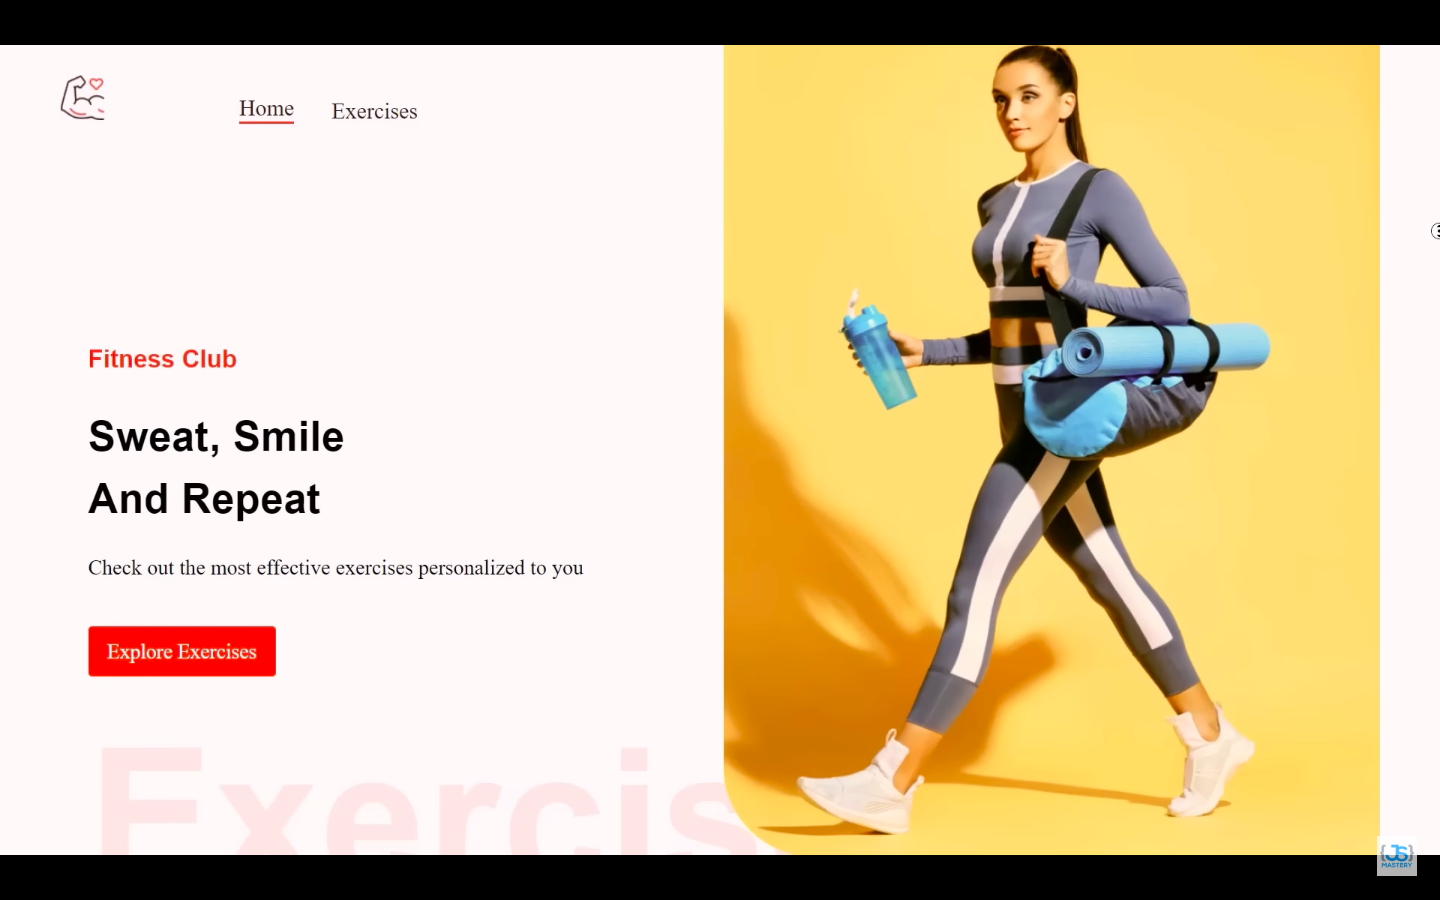 Home
Exercises
Fitness Club
Sweat, Smile
And Repeat
Check out the most effective exercises personalized to you
Explore Exercises
Exercis
{JS}
MASTERY